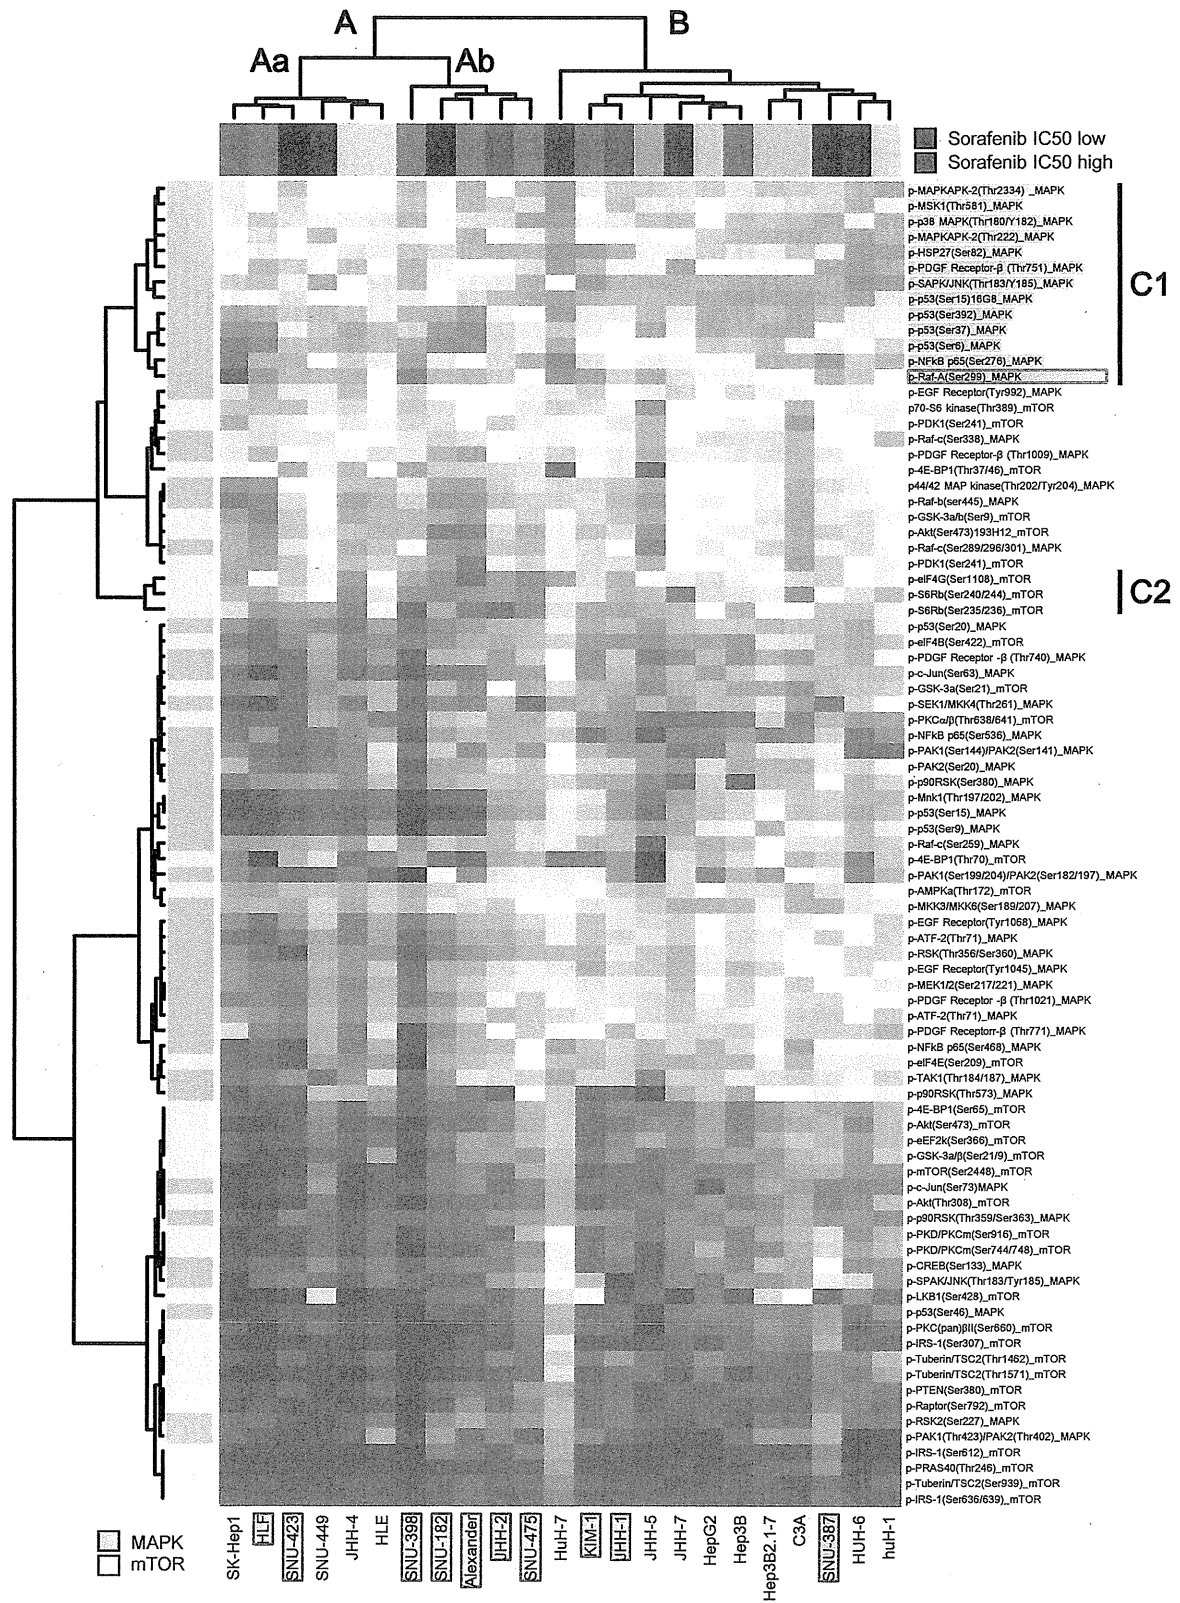 A
B
Aa
Ab
Sorafenib IC50 low
Sorafenib IC50 high
p-MAPKAPK-2(Thr2334) _MAPK
p-MSK1(Thr581)_MAPK
p-p38 MAPK(Thr180/Y182)_MAPK
p-MAPKAPK-2(Thr222)_MAPK
p-HSP27(Ser82)_MAPK
p-PDGF Receptor-β (Thr751)_MAPK
p-SAPK/JNK(Thr183/Y185)_MAPK
p-p53(Ser15)16G8_MAPK
p-p53(Ser392)_MAPK
p-p53(Ser37)_MAPK
p-p53(Ser6)_MAPK
p-NFkB p65(Ser276)_MAPK
p-Raf-A(Ser299)_MAPK
C1
p-EGF Receptor(Tyr992)_MAPK
p70-S6 kinase(Thr389)_mTOR
p-PDK1(Ser241)_mTOR
p-Raf-c(Ser338)_MAPK
p-PDGF Receptor-β (Thr1009)_MAPK
p-4E-BP1(Thr37/46)_mTOR
p44/42 MAP kinase(Thr202/Tyr204)_MAPK
p-Raf-b(ser445)_MAPK
p-GSK-3a/b(Ser9)_mTOR
p-Akt(Ser473)193H12_mTOR
p-Raf-c(Ser289/296/301)_MAPK
p-PDK1(Ser241)_mTOR
p-eIF4G(Ser1108)_mTOR
p-S6Rb(Ser240/244)_mTOR
p-S6Rb(Ser235/236)_mTOR
C2
p-p53(Ser20)_MAPK
p-eIF4B(Ser422)_mTOR
p-PDGF Receptor -β (Thr740)_MAPK
p-c-Jun(Ser63)_MAPK
p-GSK-3a(Ser21)_mTOR
p-SEK1/MKK4(Thr261)_MAPK
p-PKCα/β(Thr638/641)_mTOR
p-NFkB p65(Ser536)_MAPK
p-PAK1(Ser144)/PAK2(Ser141)_MAPK
p-PAK2(Ser20)_MAPK
p-p90RSK(Ser380)_MAPK
p-Mnk1(Thr197/202)_MAPK
p-p53(Ser15)_MAPK
p-p53(Ser9)_MAPK
p-Raf-c(Ser259)_MAPK
p-4E-BP1(Thr70)_mTOR
p-PAK1(Ser199/204)/PAK2(Ser182/197)_MAPK
p-AMPKa(Thr172)_mTOR
p-MKK3/MKK6(Ser189/207)_MAPK
p-EGF Receptor(Tyr1068)_MAPK
p-ATF-2(Thr71)_MAPK
p-RSK(Thr356/Ser360)_MAPK
p-EGF Receptor(Tyr1045)_MAPK
p-MEK1/2(Ser217/221)_MAPK
p-PDGF Receptor -β (Thr1021)_MAPK
p-ATF-2(Thr71)_MAPK
p-PDGF Receptorr-β (Thr771)_MAPK
p-NFkB p65(Ser468)_MAPK
p-eIF4E(Ser209)_mTOR
p-TAK1(Thr184/187)_MAPK
p-p90RSK(Thr573)_MAPK
p-4E-BP1(Ser65)_mTOR
p-Akt(Ser473)_mTOR
p-eEF2k(Ser366)_mTOR
p-GSK-3a/β(Ser21/9)_mTOR
p-mTOR(Ser2448)_mTOR
p-c-Jun(Ser73)MAPK
p-Akt(Thr308)_mTOR
p-p90RSK(Thr359/Ser363)_MAPK
p-PKD/PKCm(Ser916)_mTOR
p-PKD/PKCm(Ser744/748)_mTOR
p-CREB(Ser133)_MAPK
p-SPAK/JNK(Thr183/Tyr185)_MAPK
p-LKB1(Ser428)_mTOR
p-p53(Ser46)_MAPK
p-PKC(pan)βII(Ser660)_mTOR
p-IRS-1(Ser307)_mTOR
p-Tuberin/TSC2(Thr1462)_mTOR
p-Tuberin/TSC2(Thr1571)_mTOR
p-PTEN(Ser380)_mTOR
p-Raptor(Ser792)_mTOR
p-RSK2(Ser227)_MAPK
p-PAK1(Thr423)/PAK2(Thr402)_MAPK
p-IRS-1(Ser612)_mTOR
p-PRAS40(Thr246)_mTOR
p-Tuberin/TSC2(Ser939)_mTOR
p-IRS-1(Ser636/639)_mTOR
MAPK
mTOR
SK-Hep1
HLF
SNU-423
SNU-449
JHH-4
HLE
SNU-398
SNU-182
Alexander
JHH-2
SNU-475
HuH-7
KIM-1
JHH-1
JHH-5
JHH-7
HepG2
Hep3B
Hep3B2.1-7
C3A
SNU-387
HUH-6
huH-1